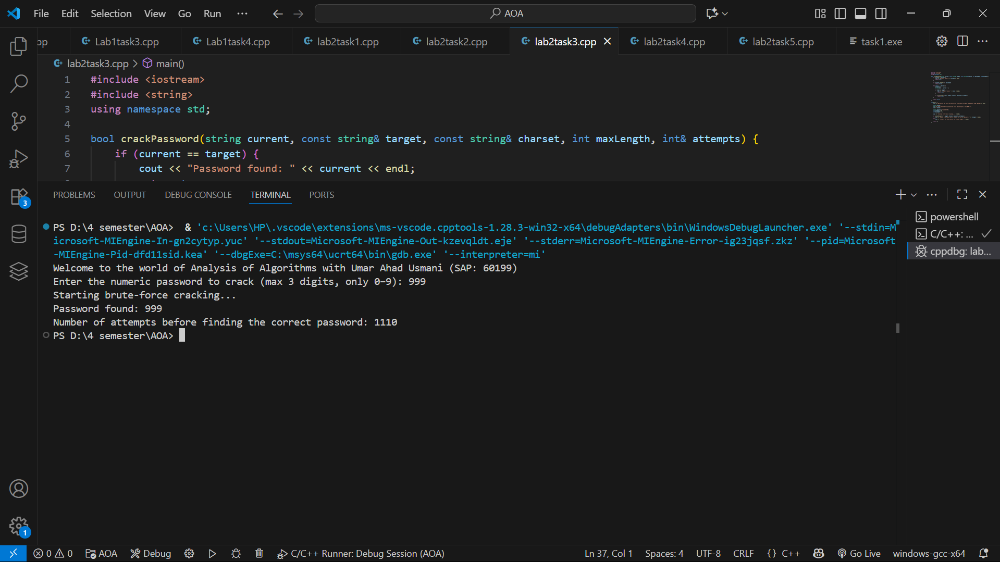 File Edit Selection View Go Run ··· AOA
pp Lab1task3.cpp Lab1task4.cpp lab2task1.cpp lab2task2.cpp lab2task3.cpp lab2task4.cpp lab2task5.cpp task1.exe
lab2task3.cpp > main()
1 #include <iostream>
2 #include <string>
3 using namespace std;
4
5 bool crackPassword(string current, const string& target, const string& charset, int maxLength, int& attempts) {
6 if (current == target) {
7 cout << "Password found: " << current << endl;
PROBLEMS OUTPUT DEBUG CONSOLE TERMINAL PORTS
PS D:\4 semester\AOA> & 'c:\Users\HP\.vscode\extensions\ms-vscode.cpptools-1.28.3-win32-x64\debugAdapters\bin\WindowsDebugLauncher.exe' '--stdin=M
icrosoft-MIEngine-In-gn2cytyp.yuc' '--stdout=Microsoft-MIEngine-Out-kzevqldt.eje' '--stderr=Microsoft-MIEngine-Error-ig23jqsf.zkz' '--pid=Microsoft
-MIEngine-Pid-dfd11sid.kea' '--dbgExe=C:\msys64\ucrt64\bin\gdb.exe' '--interpreter=mi'
Welcome to the world of Analysis of Algorithms with Umar Ahad Usmani (SAP: 60199)
Enter the numeric password to crack (max 3 digits, only 0–9): 999
Starting brute-force cracking...
Password found: 999
Number of attempts before finding the correct password: 1110
PS D:\4 semester\AOA>
powershell
C/C++: ...
cppdbg: lab...
3
1
0 0 AOA Debug C/C++ Runner: Debug Session (AOA) Ln 37, Col 1 Spaces: 4 UTF-8 CRLF {} C++ Go Live windows-gcc-x64